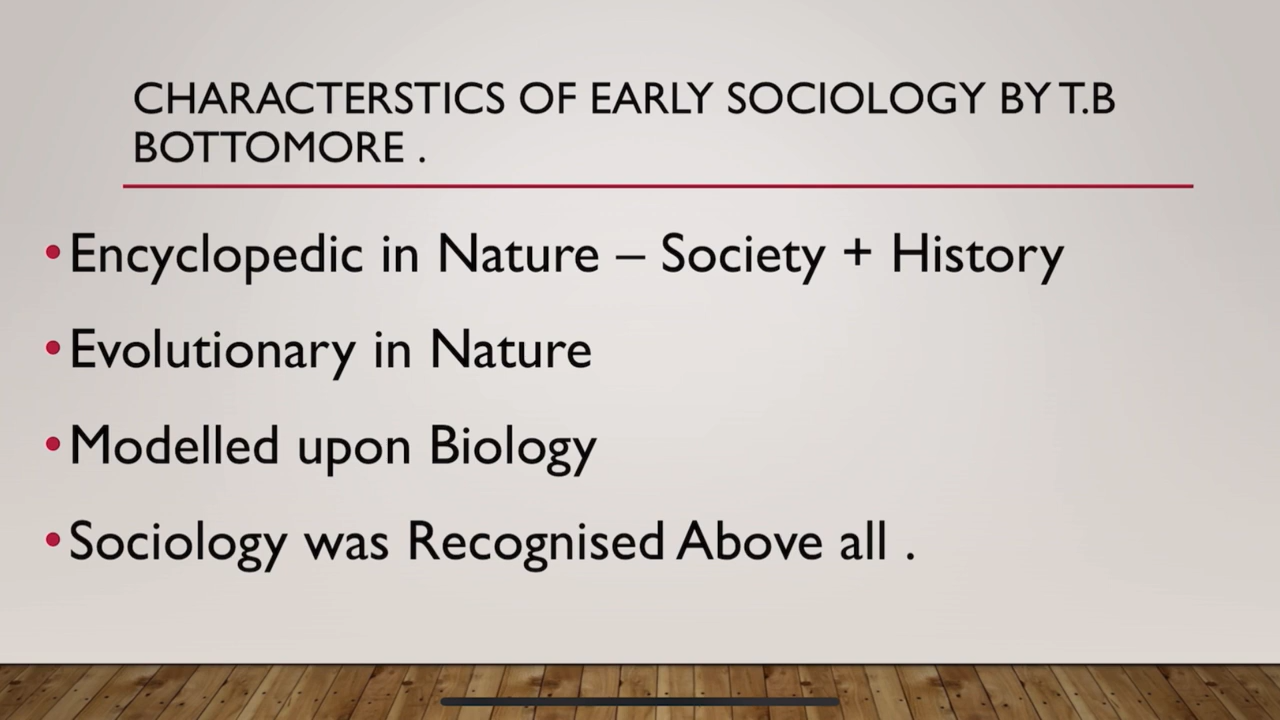 CHARACTERSTICS OF EARLY SOCIOLOGY BY T.B
BOTTOMORE .
•Encyclopedic in Nature – Society + History
•Evolutionary in Nature
•Modelled upon Biology
•Sociology was Recognised Above all .